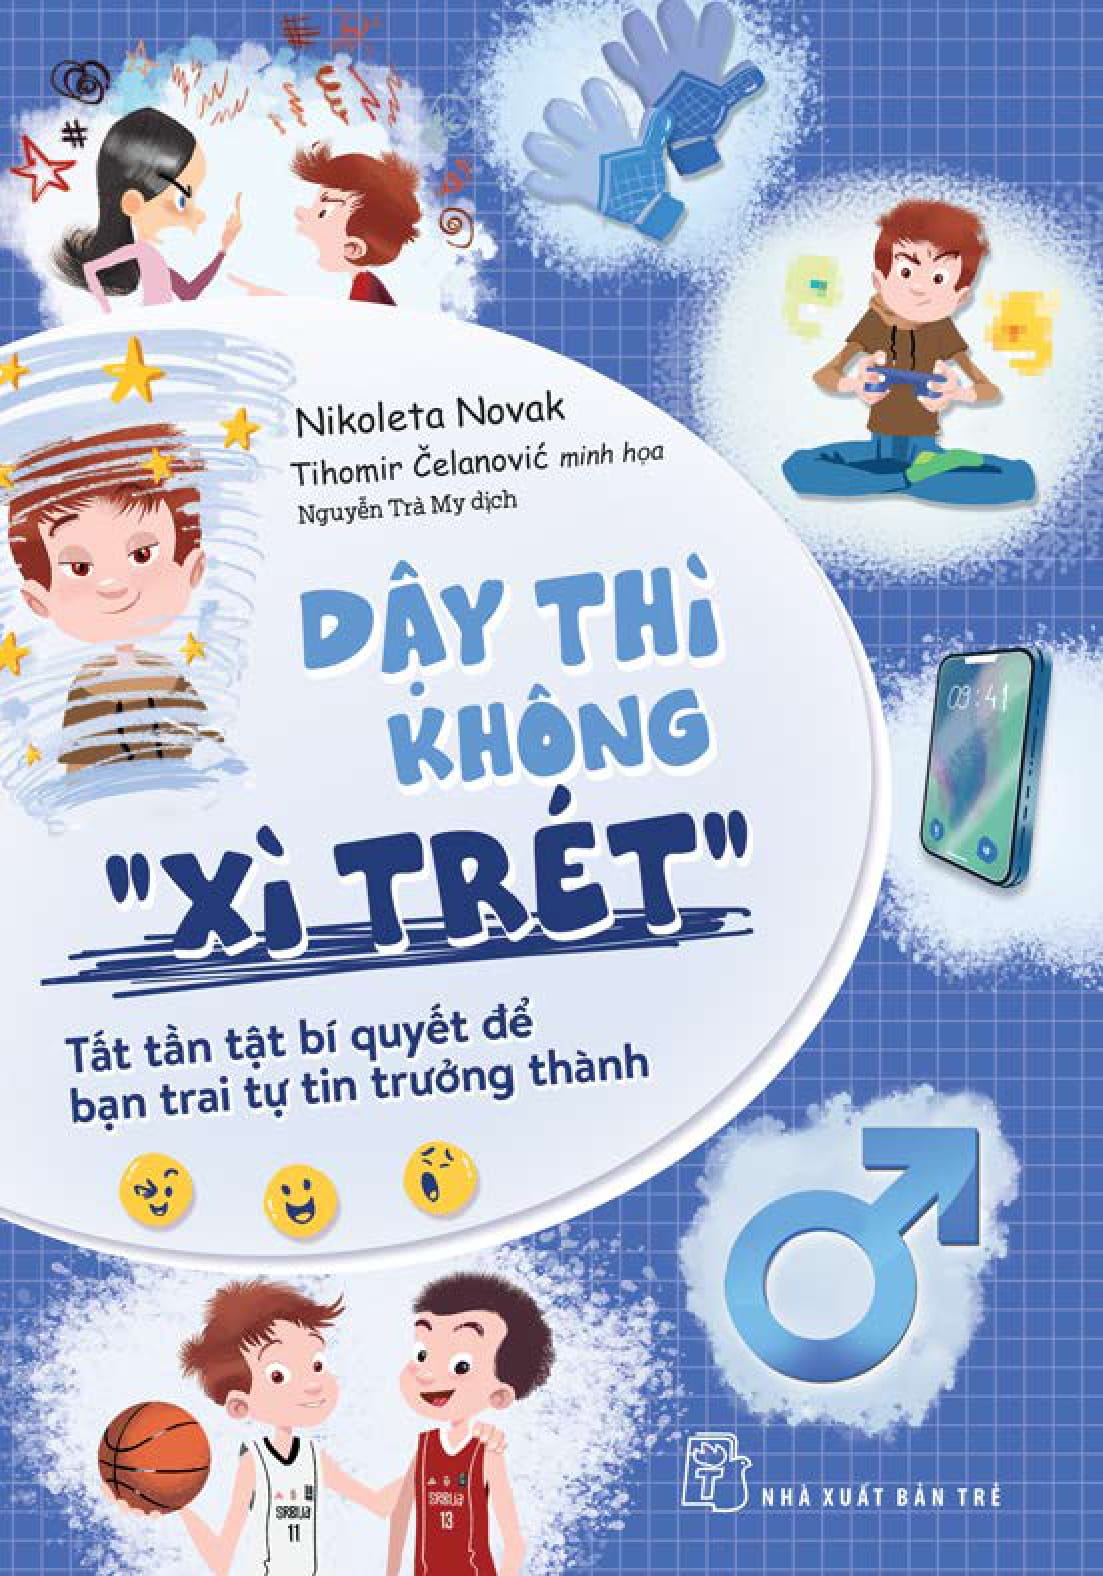 Nikoleta Novak
Tihomir Čelanović minh họa
Nguyễn Trà My dịch
DẬY THÌ
KHÔNG
"XÌ TRÉT"
Tất tần tật bí quyết để
bạn trai tự tin trưởng thành
09:41
SRBIJA
11
SRBIJA
13
T
NHÀ XUẤT BẢN TRẺ